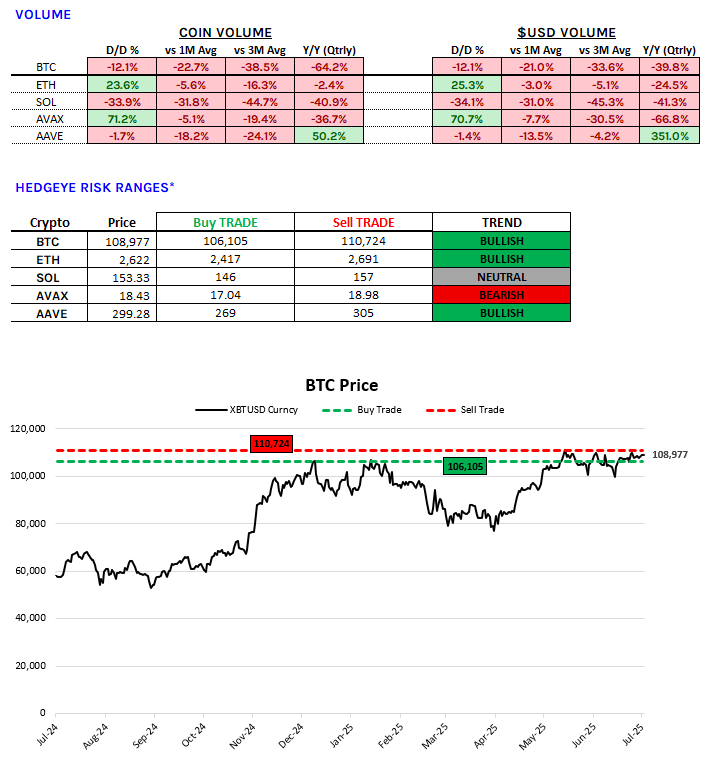 VOLUME
COIN VOLUME $USD VOLUME
D/D % vs 1M Avg vs 3M Avg Y/Y (Qtrly) D/D % vs 1M Avg vs 3M Avg Y/Y (Qtrly)
BTC -12.1% -22.7% -38.5% -64.2% -12.1% -21.0% -33.6% -39.8%
ETH 23.6% -5.6% -16.3% -2.4% 25.3% -3.0% -5.1% -24.5%
SOL -33.9% -31.8% -44.7% -40.9% -34.1% -31.0% -45.3% -41.3%
AVAX 71.2% -5.1% -19.4% -36.7% 70.7% -7.7% -30.5% -66.8%
AAVE -1.7% -18.2% -24.1% 50.2% -1.4% -13.5% -4.2% 351.0%
HEDGEYE RISK RANGES*
Crypto Price Buy TRADE Sell TRADE TREND
BTC 108,977 106,105 110,724 BULLISH
ETH 2,622 2,417 2,691 BULLISH
SOL 153.33 146 157 NEUTRAL
AVAX 18.43 17.04 18.98 BEARISH
AAVE 299.28 269 305 BULLISH
BTC Price
XBTUSD Curncy Buy Trade Sell Trade
120,000
110,724
108,977
106,105
100,000
80,000
60,000
40,000
20,000
0
Jul-24 Aug-24 Sep-24 Oct-24 Nov-24 Dec-24 Jan-25 Feb-25 Mar-25 Apr-25 May-25 Jun-25 Jul-25